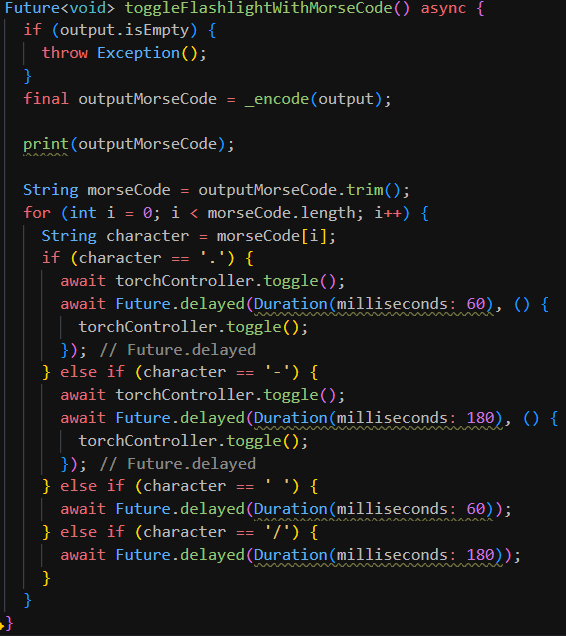 Future<void> toggleFlashlightWithMorseCode() async {
  if (output.isEmpty) {
    throw Exception();
  }
  final outputMorseCode = _encode(output);

  print(outputMorseCode);

  String morseCode = outputMorseCode.trim();
  for (int i = 0; i < morseCode.length; i++) {
    String character = morseCode[i];
    if (character == '.') {
      await torchController.toggle();
      await Future.delayed(Duration(milliseconds: 60), () {
        torchController.toggle();
      }); // Future.delayed
    } else if (character == '-') {
      await torchController.toggle();
      await Future.delayed(Duration(milliseconds: 180), () {
        torchController.toggle();
      }); // Future.delayed
    } else if (character == ' ') {
      await Future.delayed(Duration(milliseconds: 60));
    } else if (character == '/') {
      await Future.delayed(Duration(milliseconds: 180));
    }
  }
}